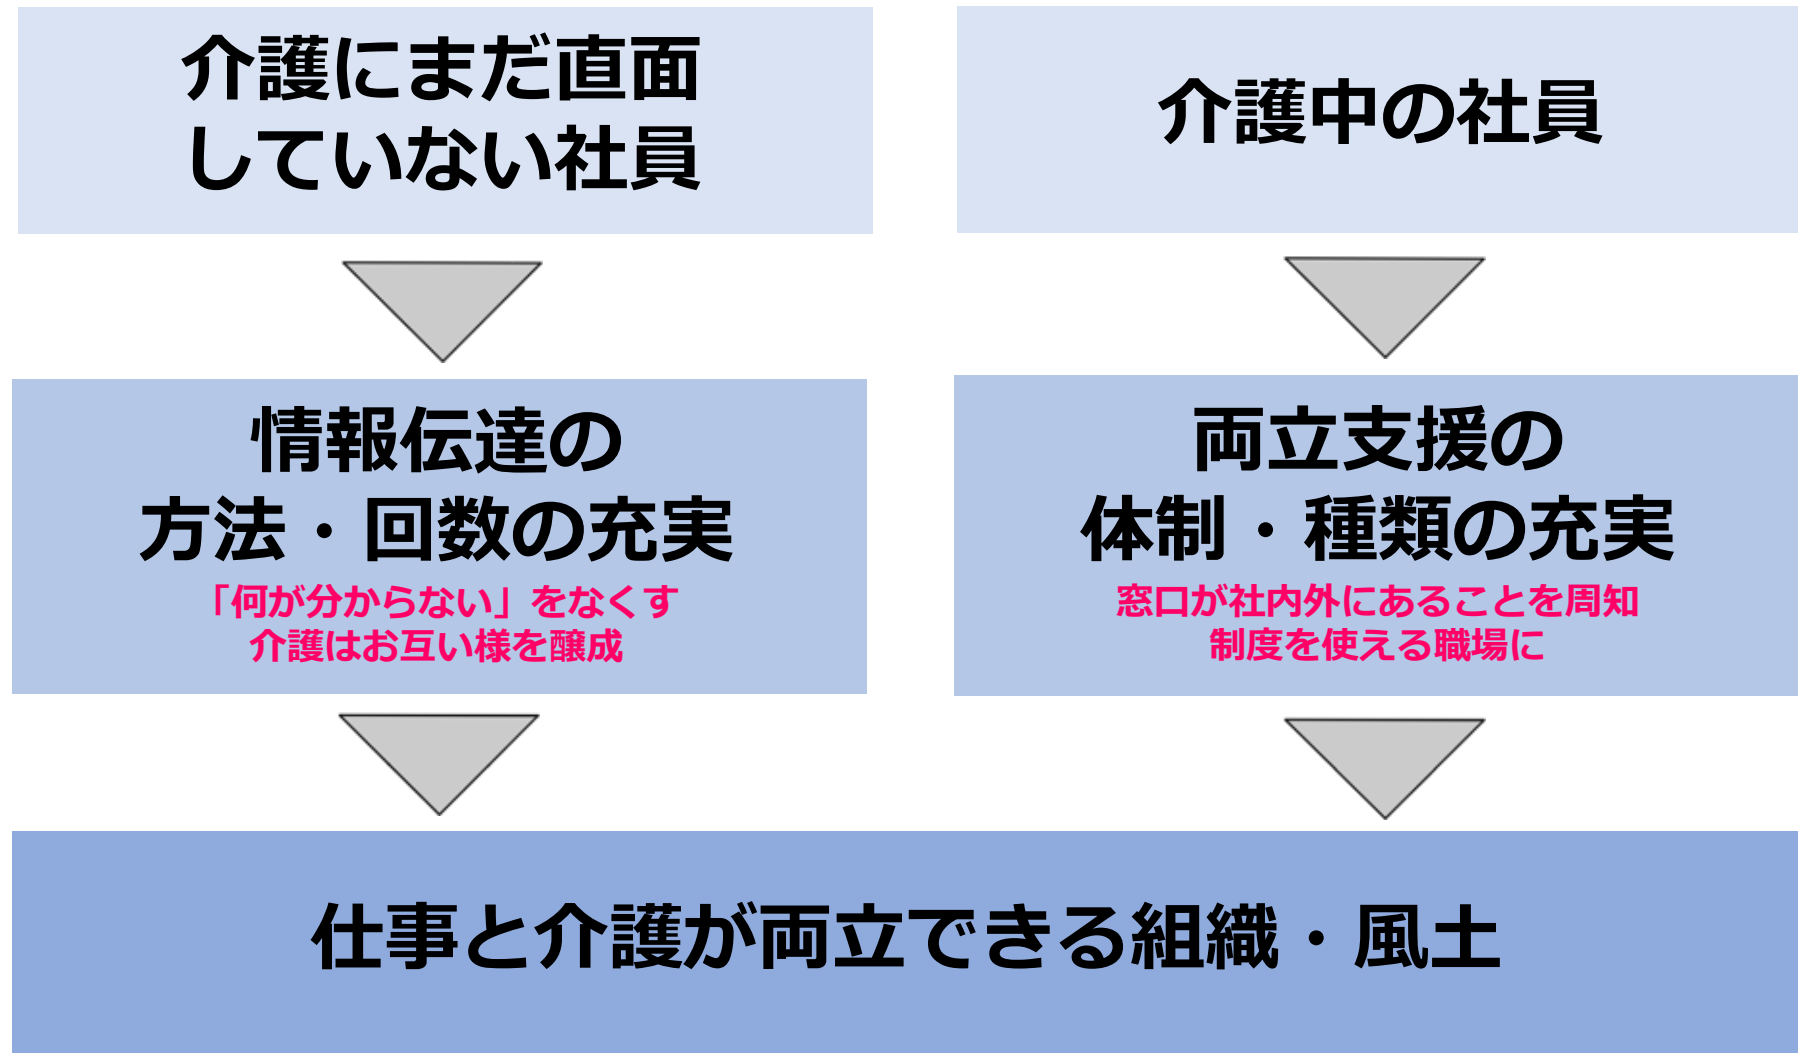 介護にまだ直面
していない社員
介護中の社員
情報伝達の
方法・回数の充実
「何が分からない」をなくす
介護はお互い様を醸成
両立支援の
体制・種類の充実
窓口が社内外にあることを周知
制度を使える職場に
仕事と介護が両立できる組織・風土